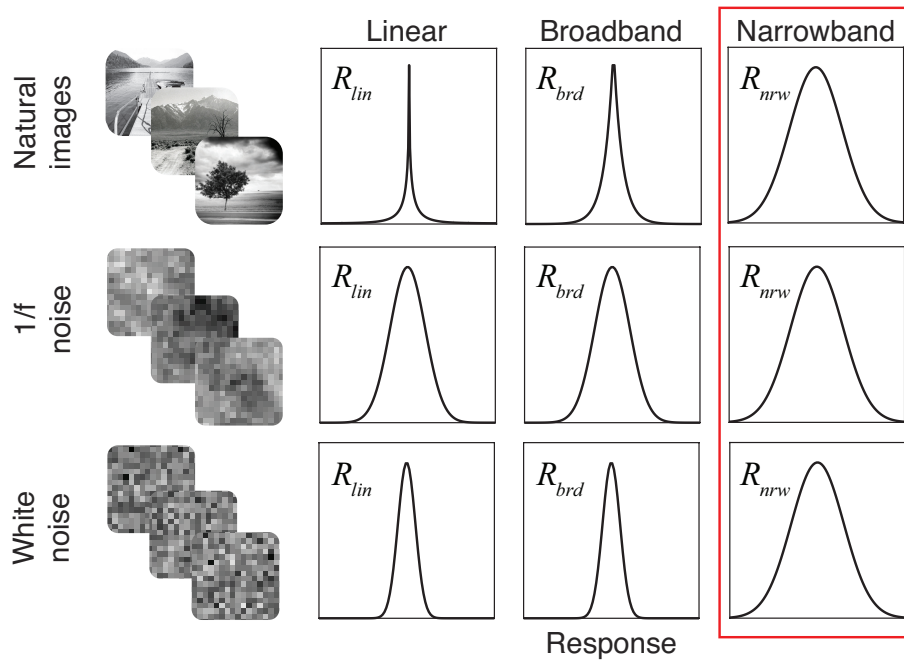 Linear Broadband Narrowband
Natural images
R_lin R_brd R_nrw
1/f noise
R_lin R_brd R_nrw
White noise
R_lin R_brd R_nrw
Response